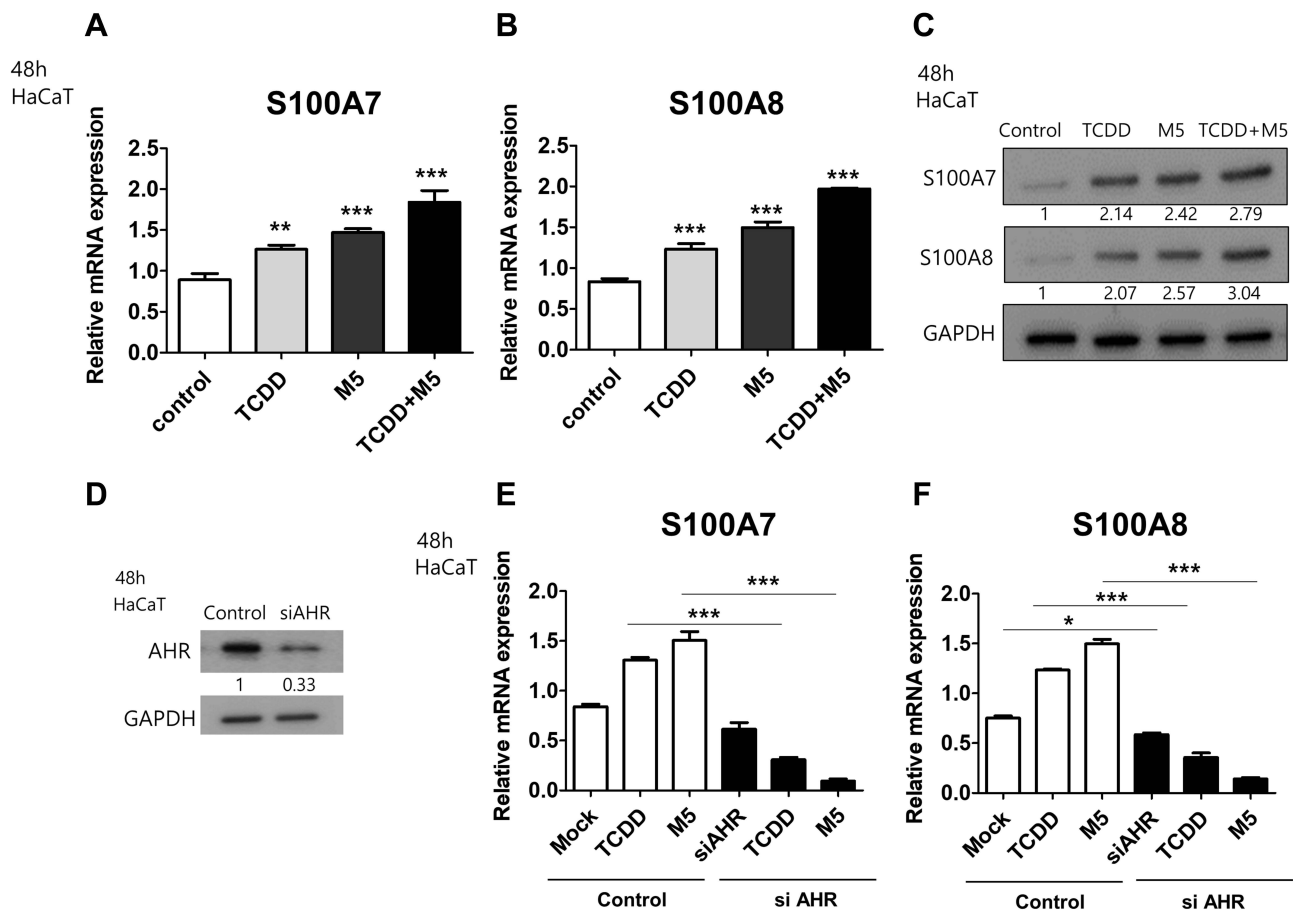 A
48h
HaCaT
S100A7
Relative mRNA expression
2.5
2.0
1.5
1.0
0.5
0.0
**
***
***
control
TCDD
M5
TCDD+M5
B
S100A8
Relative mRNA expression
2.5
2.0
1.5
1.0
0.5
0.0
***
***
***
control
TCDD
M5
TCDD+M5
C
48h
HaCaT
Control TCDD M5 TCDD+M5
S100A7
1 2.14 2.42 2.79
S100A8
1 2.07 2.57 3.04
GAPDH
D
48h
HaCaT
Control siAHR
AHR
1 0.33
GAPDH
E
48h
HaCaT
S100A7
Relative mRNA expression
2.0
1.5
1.0
0.5
0.0
***
***
Mock
TCDD
M5
siAHR
TCDD
M5
Control si AHR
F
S100A8
Relative mRNA expression
2.0
1.5
1.0
0.5
0.0
***
***
*
Mock
TCDD
M5
siAHR
TCDD
M5
Control si AHR